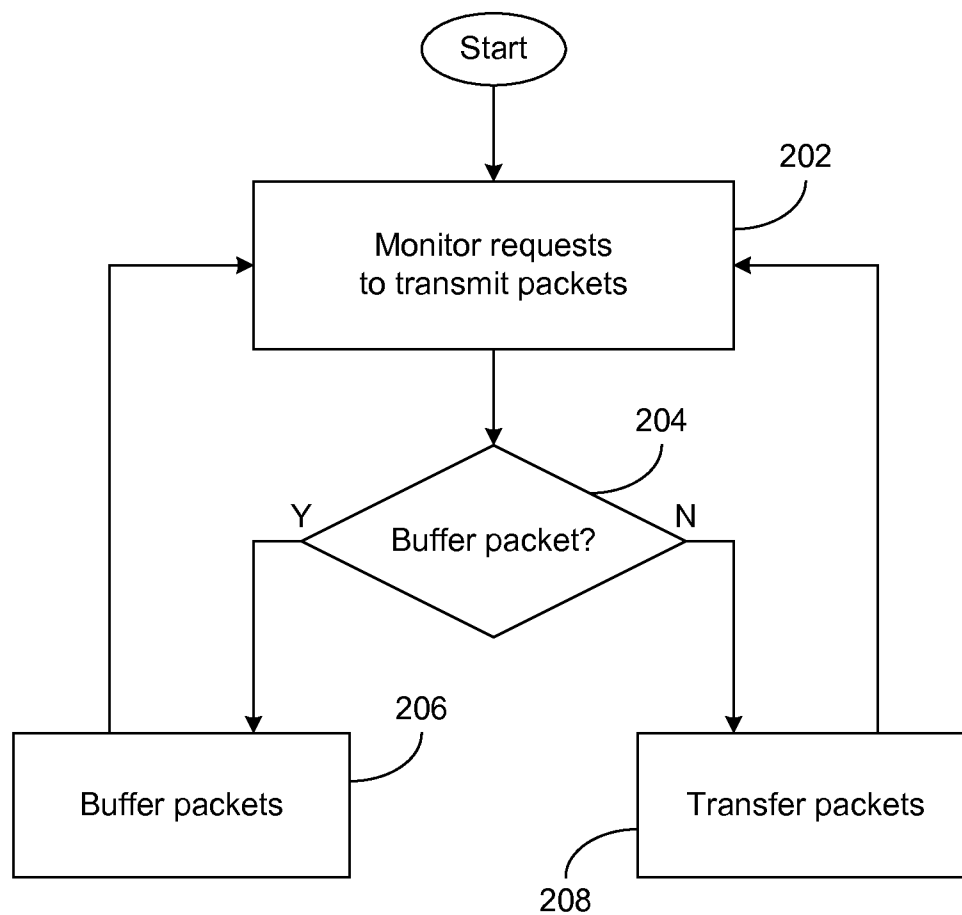 Start
202
Monitor requests
to transmit packets
204
Y
N
Buffer packet?
206
Buffer packets
Transfer packets
208